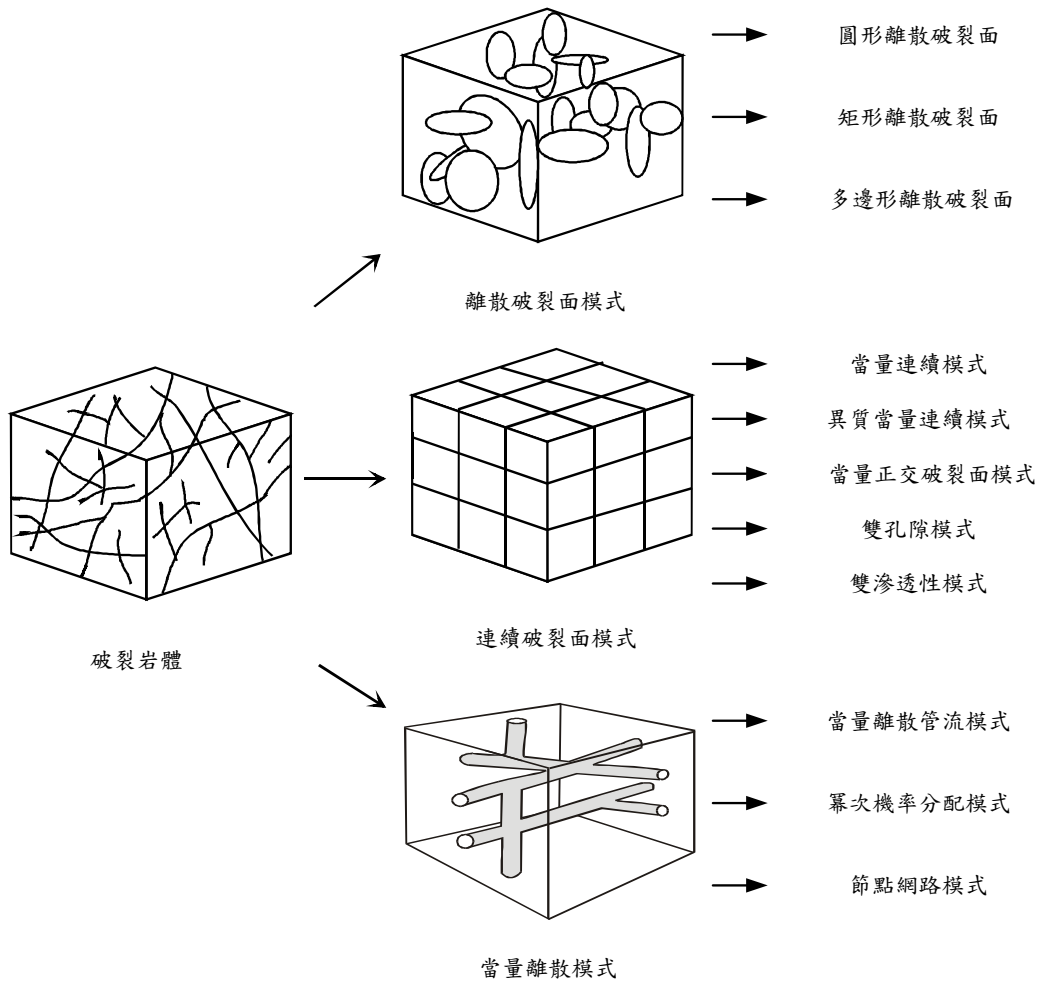 圓形離散破裂面
矩形離散破裂面
多邊形離散破裂面
離散破裂面模式
當量連續模式
異質當量連續模式
當量正交破裂面模式
雙孔隙模式
雙滲透性模式
連續破裂面模式
破裂岩體
當量離散管流模式
冪次機率分配模式
節點網路模式
當量離散模式